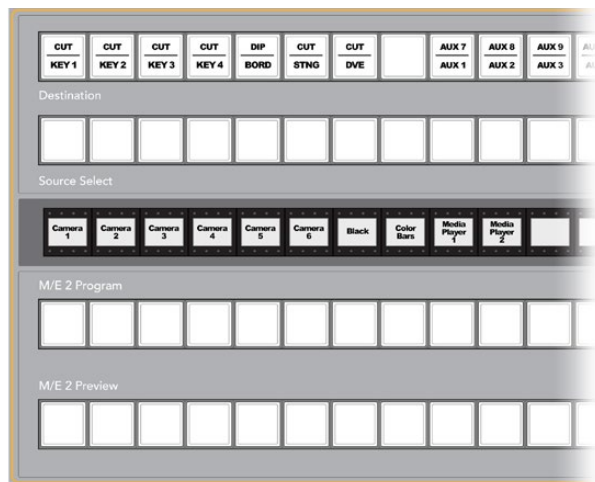 CUT CUT CUT CUT DIP CUT CUT AUX 7 AUX 8 AUX 9
KEY 1 KEY 2 KEY 3 KEY 4 BORD STNG DVE AUX 1 AUX 2 AUX 3
Destination
Source Select
Camera 1 Camera 2 Camera 3 Camera 4 Camera 5 Camera 6 Black Color Bars Media Player 1 Media Player 2
M/E 2 Program
M/E 2 Preview